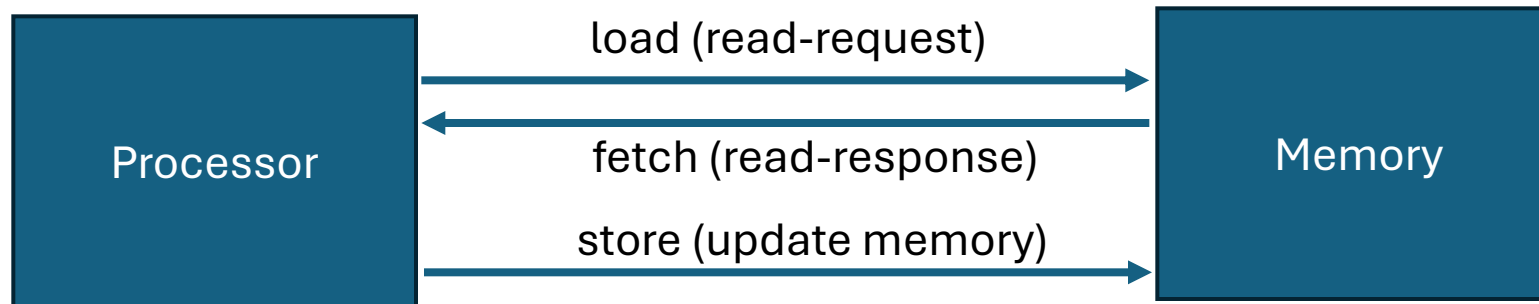 load (read-request)
Processor
fetch (read-response)
Memory
store (update memory)